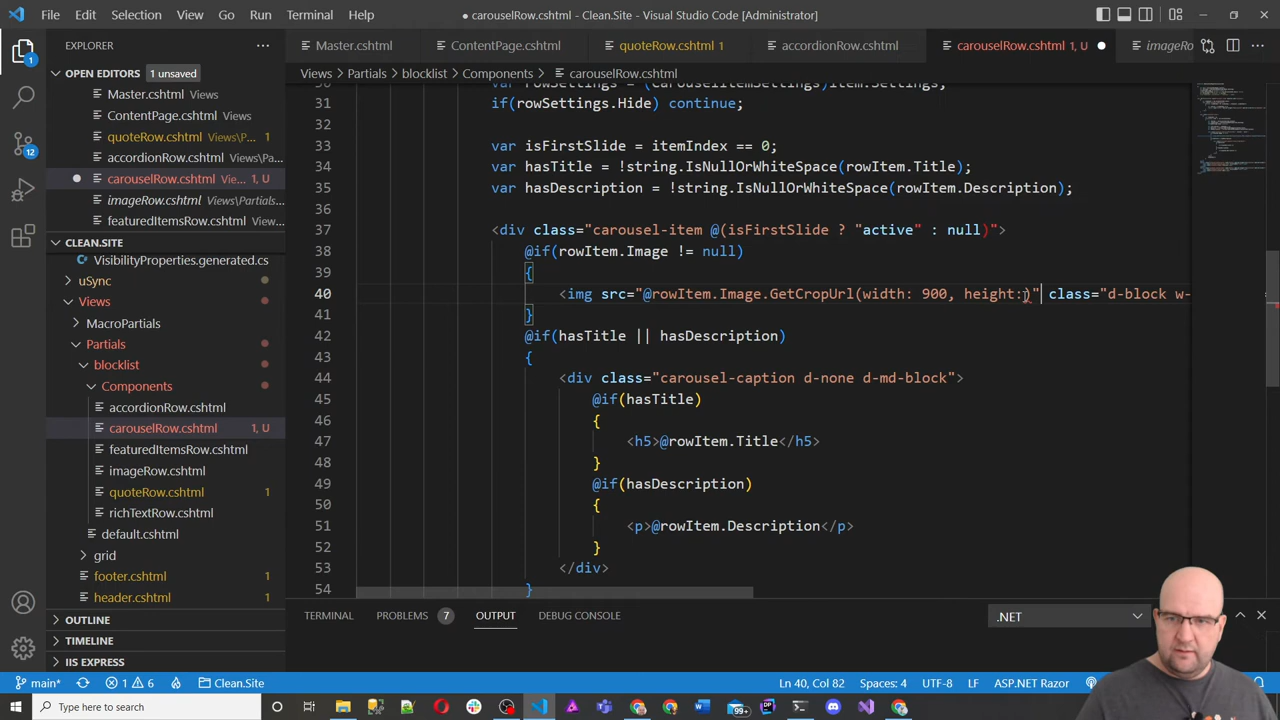 File Edit Selection View Go Run Terminal Help
● carouselRow.cshtml - Clean.Site - Visual Studio Code [Administrator]
EXPLORER
OPEN EDITORS 1 unsaved
Master.cshtml Views
ContentPage.cshtml Views
quoteRow.cshtml Views\P... 1
accordionRow.cshtml Views\Pa...
carouselRow.cshtml Vie... 1, U
imageRow.cshtml Views\Partials...
featuredItemsRow.cshtml View...
CLEAN.SITE
VisibilityProperties.generated.cs
uSync
Views
MacroPartials
Partials
blocklist
Components
accordionRow.cshtml
carouselRow.cshtml 1, U
featuredItemsRow.cshtml
imageRow.cshtml
quoteRow.cshtml 1
richTextRow.cshtml
default.cshtml
grid
footer.cshtml 1
header.cshtml 1
OUTLINE
TIMELINE
IIS EXPRESS
Master.cshtml ContentPage.cshtml quoteRow.cshtml 1 accordionRow.cshtml carouselRow.cshtml 1, U ● imageRo
Views > Partials > blocklist > Components > carouselRow.cshtml
30 var rowSettings = (carouselItemSettings)item.Settings;
31 if(rowSettings.Hide) continue;
32
33 var isFirstSlide = itemIndex == 0;
34 var hasTitle = !string.IsNullOrWhiteSpace(rowItem.Title);
35 var hasDescription = !string.IsNullOrWhiteSpace(rowItem.Description);
36
37 <div class="carousel-item @(isFirstSlide ? "active" : null)">
38 @if(rowItem.Image != null)
39 {
40 <img src="@rowItem.Image.GetCropUrl(width: 900, height:)" class="d-block w-
41 }
42 @if(hasTitle || hasDescription)
43 {
44 <div class="carousel-caption d-none d-md-block">
45 @if(hasTitle)
46 {
47 <h5>@rowItem.Title</h5>
48 }
49 @if(hasDescription)
50 {
51 <p>@rowItem.Description</p>
52 }
53 </div>
54 }
TERMINAL PROBLEMS 7 OUTPUT DEBUG CONSOLE .NET
main* 1 6 Clean.Site Ln 40, Col 82 Spaces: 4 UTF-8 LF ASP.NET Razor
Type here to search
99+
1
12